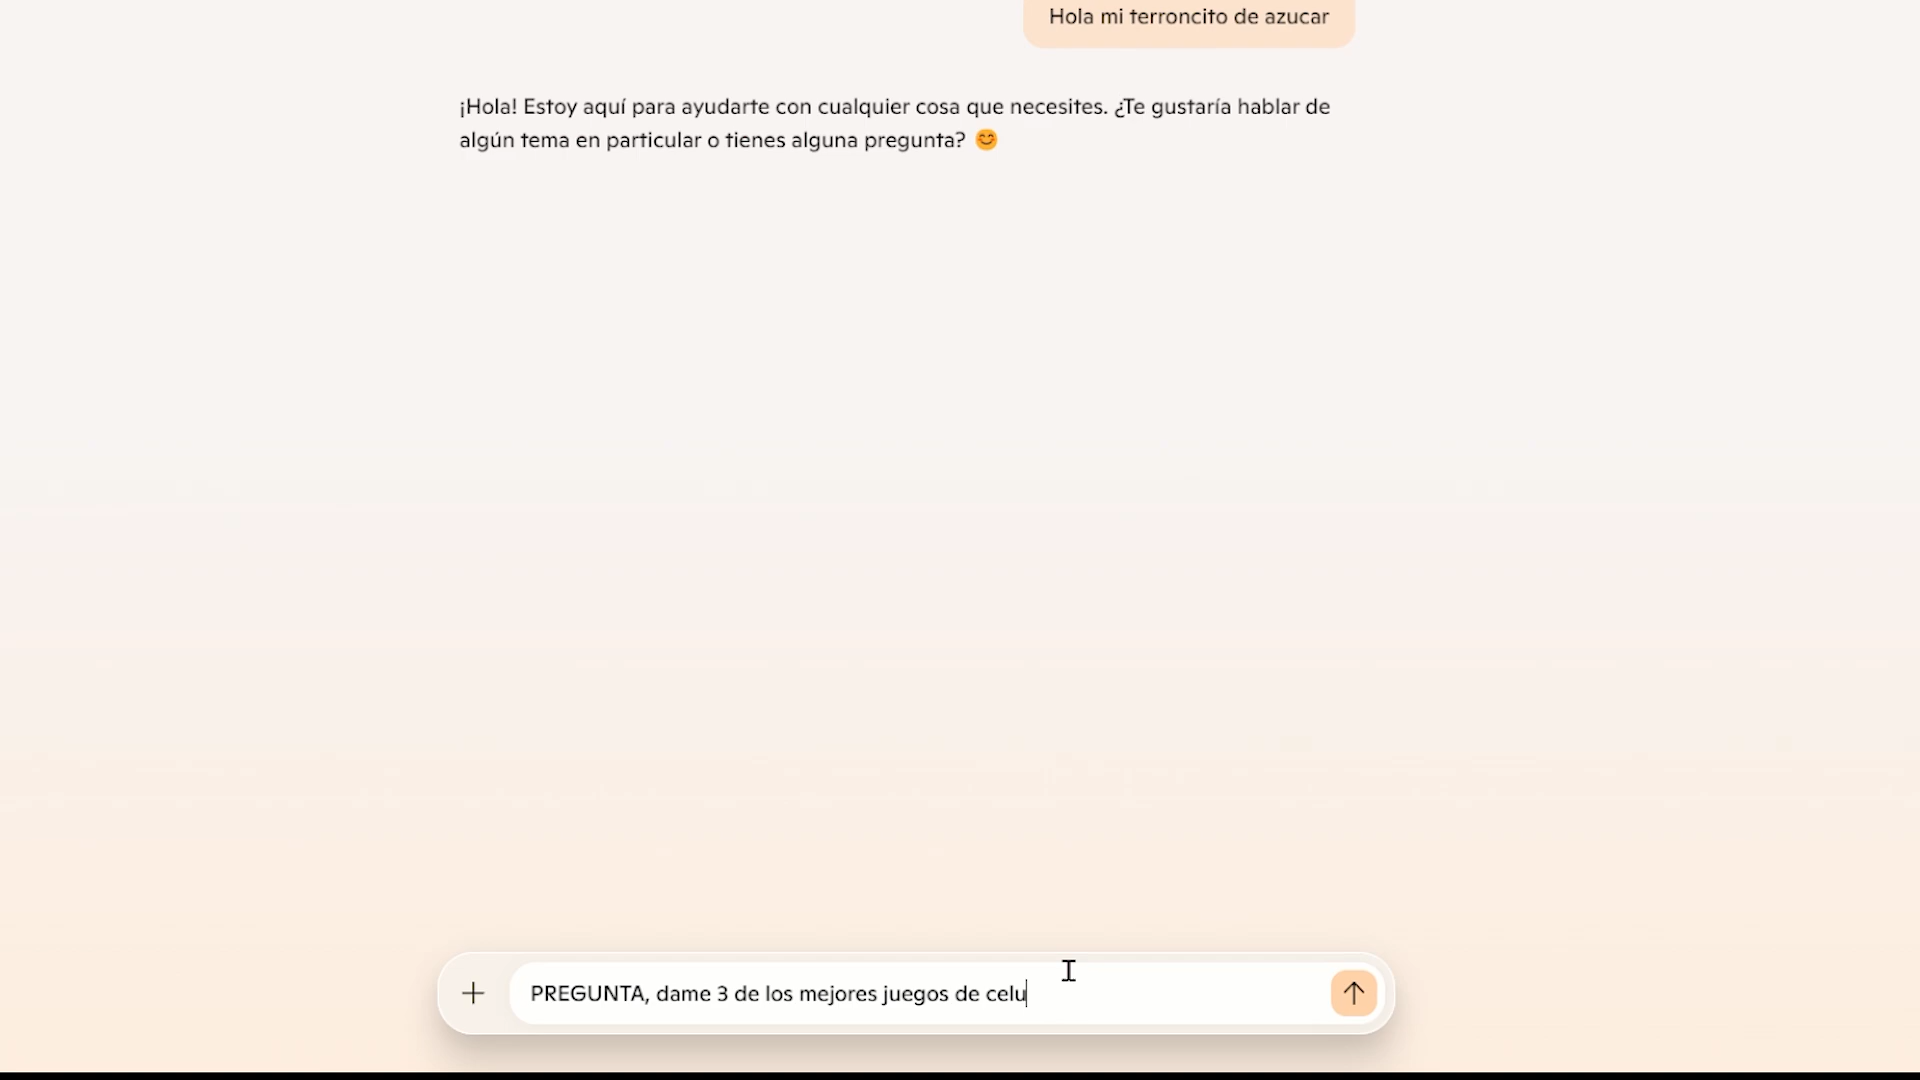 Hola mi terroncito de azucar
¡Hola! Estoy aquí para ayudarte con cualquier cosa que necesites. ¿Te gustaría hablar de
algún tema en particular o tienes alguna pregunta? 😊
PREGUNTA, dame 3 de los mejores juegos de celu